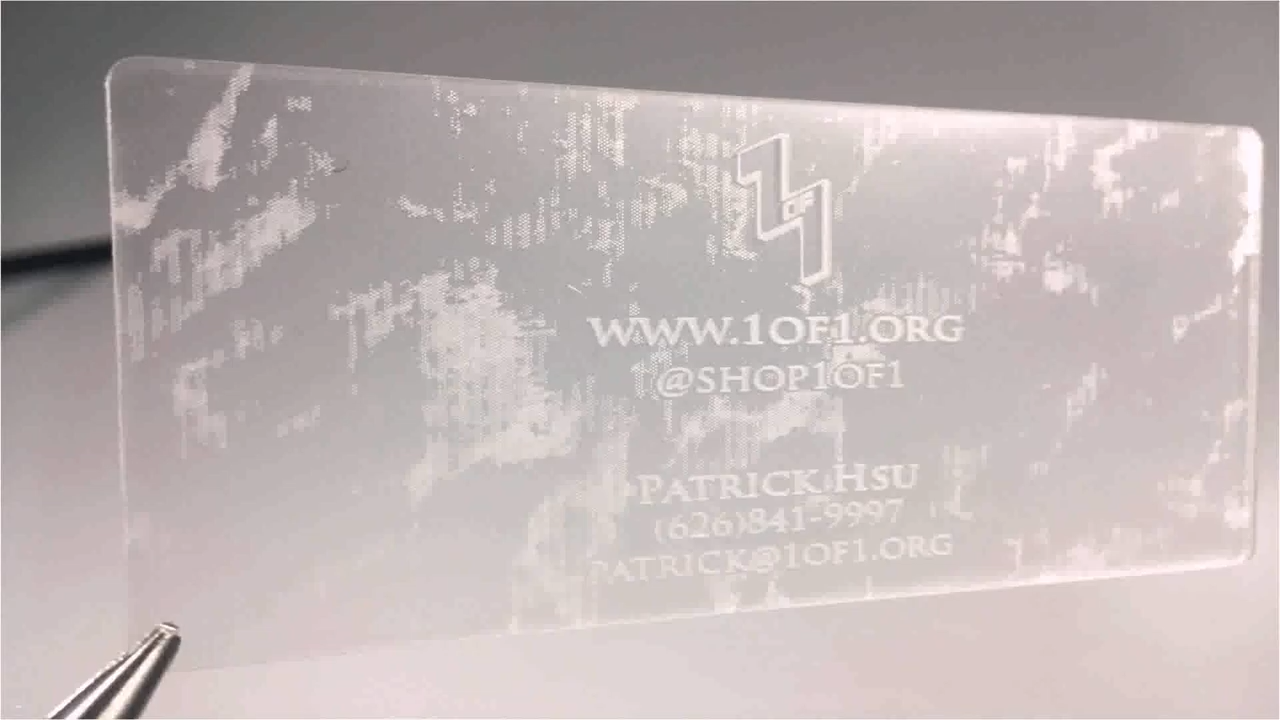 1 OF 1
WWW.1OF1.ORG
@SHOP1OF1
PATRICK HSU
(626)841-9997
PATRICK@1OF1.ORG